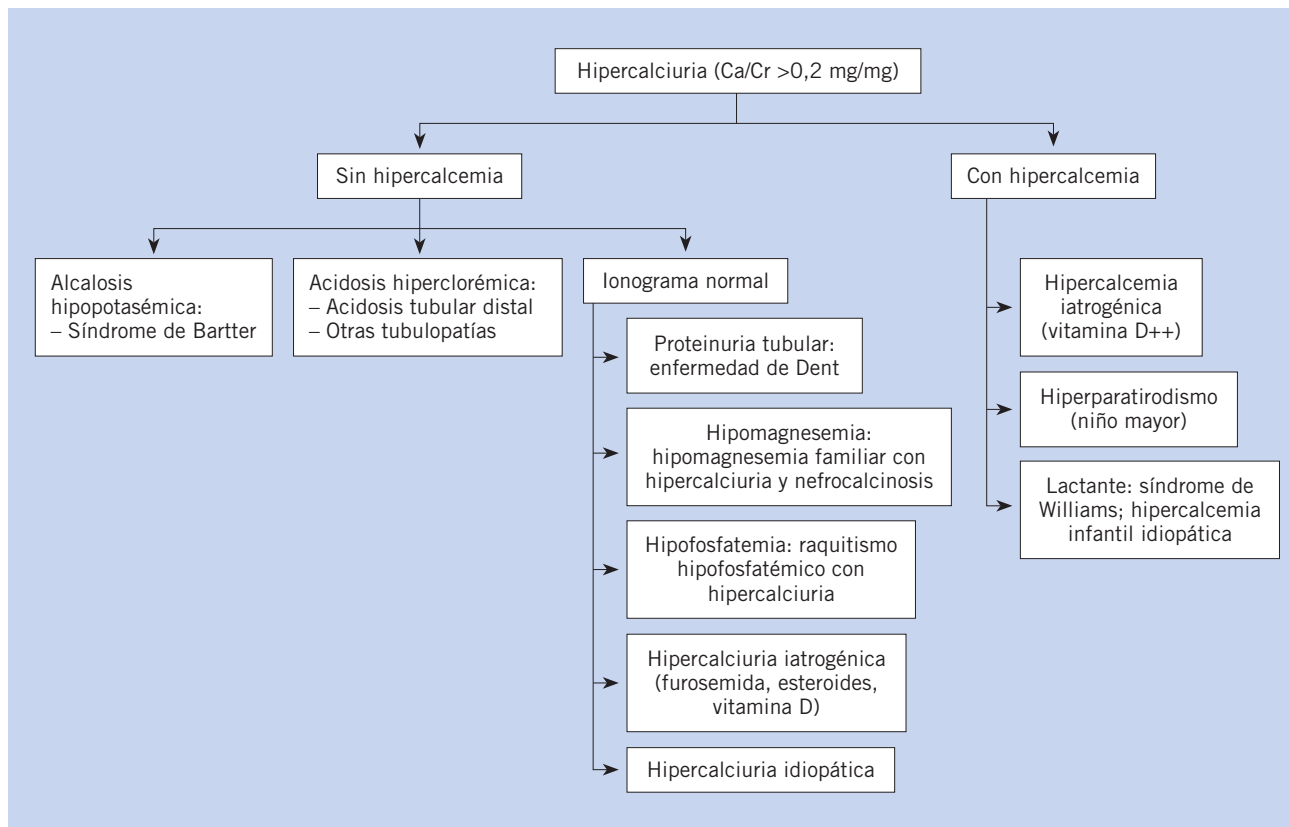 Hipercalciuria (Ca/Cr >0,2 mg/mg)
Sin hipercalcemia
Con hipercalcemia
Alcalosis
hipopotasémica:
– Síndrome de Bartter
Acidosis hiperclorémica:
– Acidosis tubular distal
– Otras tubulopatías
Ionograma normal
Proteinuria tubular:
enfermedad de Dent
Hipomagnesemia:
hipomagnesemia familiar con
hipercalciuria y nefrocalcinosis
Hipofosfatemia: raquitismo
hipofosfatémico con
hipercalciuria
Hipercalciuria iatrogénica
(furosemida, esteroides,
vitamina D)
Hipercalciuria idiopática
Hipercalcemia
iatrogénica
(vitamina D++)
Hiperparatirodismo
(niño mayor)
Lactante: síndrome de
Williams; hipercalcemia
infantil idiopática